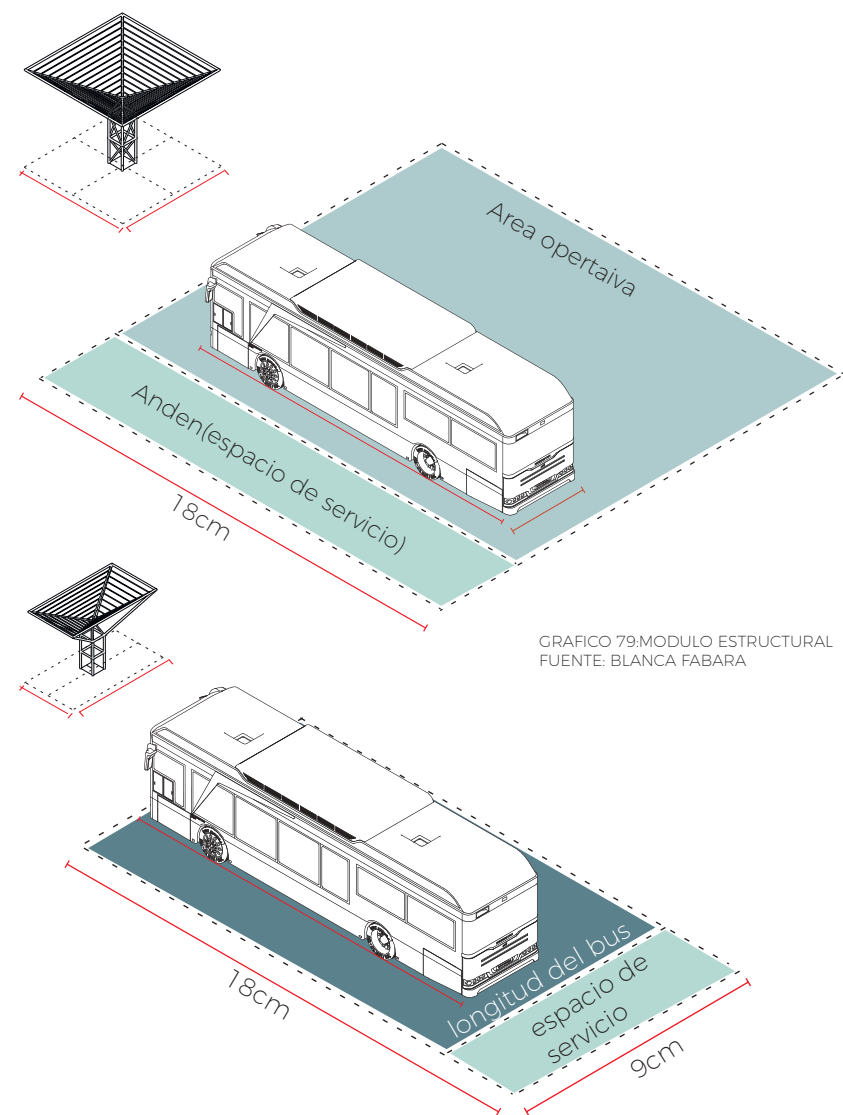 Area opertaiva
Anden(espacio de servicio)
18cm
GRAFICO 79:MODULO ESTRUCTURAL
FUENTE: BLANCA FABARA
longitud del bus
espacio de
servicio
18cm
9cm